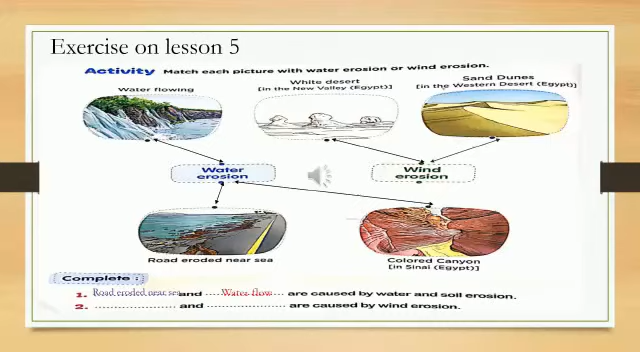 Exercise on lesson 5
Activity Match each picture with water erosion or wind erosion.
Water flowing
White desert
[in the New Valley (Egypt)]
Sand Dunes
[in the Western Desert (Egypt)]
Water
erosion
Wind
erosion
Road eroded near sea
Colored Canyon
[in Sinai (Egypt)]
Complete :
1. Road eroded near sea and Water flow are caused by water and soil erosion.
2. and are caused by wind erosion.